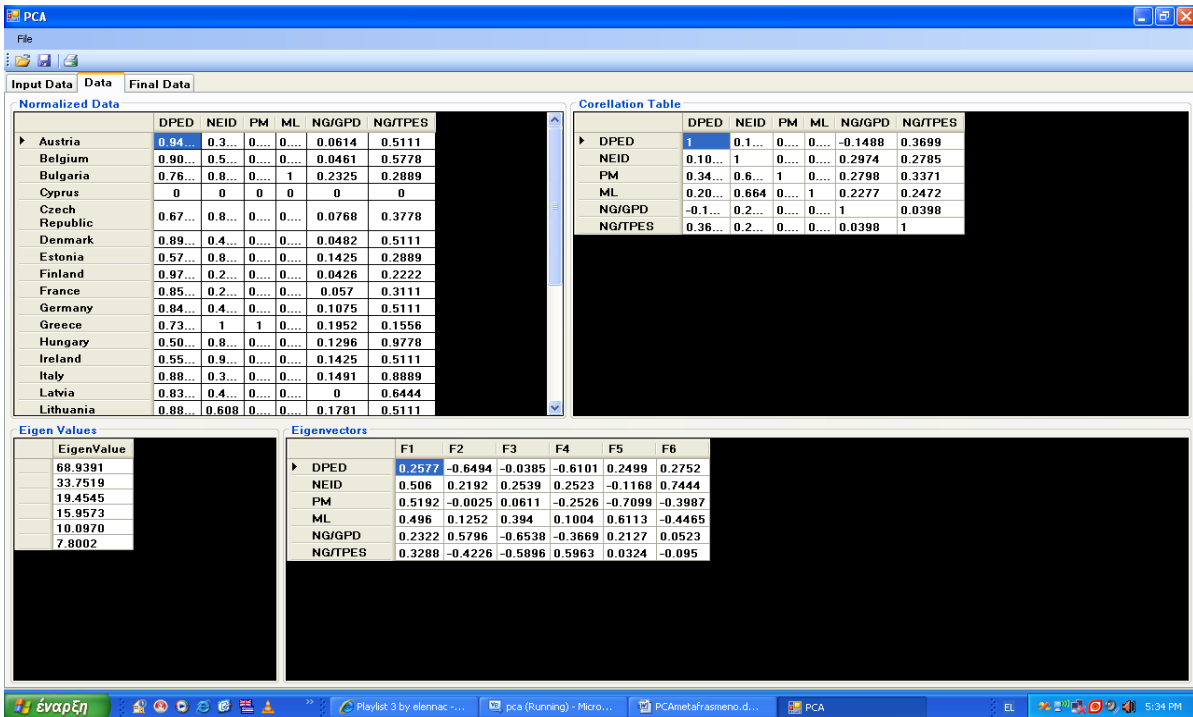 PCA
File
Input Data Data Final Data
Normalized Data
DPED NEID PM ML NG/GPD NG/TPES
Austria 0.94... 0.3... 0.... 0.... 0.0614 0.5111
Belgium 0.90... 0.5... 0.... 0.... 0.0461 0.5778
Bulgaria 0.76... 0.8... 0.... 1 0.2325 0.2889
Cyprus 0 0 0 0 0 0
Czech Republic 0.67... 0.8... 0.... 0.... 0.0768 0.3778
Denmark 0.89... 0.4... 0.... 0.... 0.0482 0.5111
Estonia 0.57... 0.8... 0.... 0.... 0.1425 0.2889
Finland 0.97... 0.2... 0.... 0.... 0.0426 0.2222
France 0.85... 0.2... 0.... 0.... 0.057 0.3111
Germany 0.84... 0.4... 0.... 0.... 0.1075 0.5111
Greece 0.73... 1 1 0.... 0.1952 0.1556
Hungary 0.50... 0.8... 0.... 0.... 0.1296 0.9778
Ireland 0.55... 0.9... 0.... 0.... 0.1425 0.5111
Italy 0.88... 0.3... 0.... 0.... 0.1491 0.8889
Latvia 0.83... 0.4... 0.... 0.... 0 0.6444
Lithuania 0.88... 0.608 0.... 0.... 0.1781 0.5111
Corellation Table
DPED NEID PM ML NG/GPD NG/TPES
DPED 1 0.1... 0.... 0.... -0.1488 0.3699
NEID 0.10... 1 0.... 0.... 0.2974 0.2785
PM 0.34... 0.6... 1 0.... 0.2798 0.3371
ML 0.20... 0.664 0.... 1 0.2277 0.2472
NG/GPD -0.1... 0.2... 0.... 0.... 1 0.0398
NG/TPES 0.36... 0.2... 0.... 0.... 0.0398 1
Eigen Values
EigenValue
68.9391
33.7519
19.4545
15.9573
10.0970
7.8002
Eigenvectors
F1 F2 F3 F4 F5 F6
DPED 0.2577 -0.6494 -0.0385 -0.6101 0.2499 0.2752
NEID 0.506 0.2192 0.2539 0.2523 -0.1168 0.7444
PM 0.5192 -0.0025 0.0611 -0.2526 -0.7099 -0.3987
ML 0.496 0.1252 0.394 0.1004 0.6113 -0.4465
NG/GPD 0.2322 0.5796 -0.6538 -0.3669 0.2127 0.0523
NG/TPES 0.3288 -0.4226 -0.5896 0.5963 0.0324 -0.095
έναρξη
Playlist 3 by elennac -...
pca (Running) - Micro...
PCAmetafrasmeno.d...
PCA
EL
5:34 PM